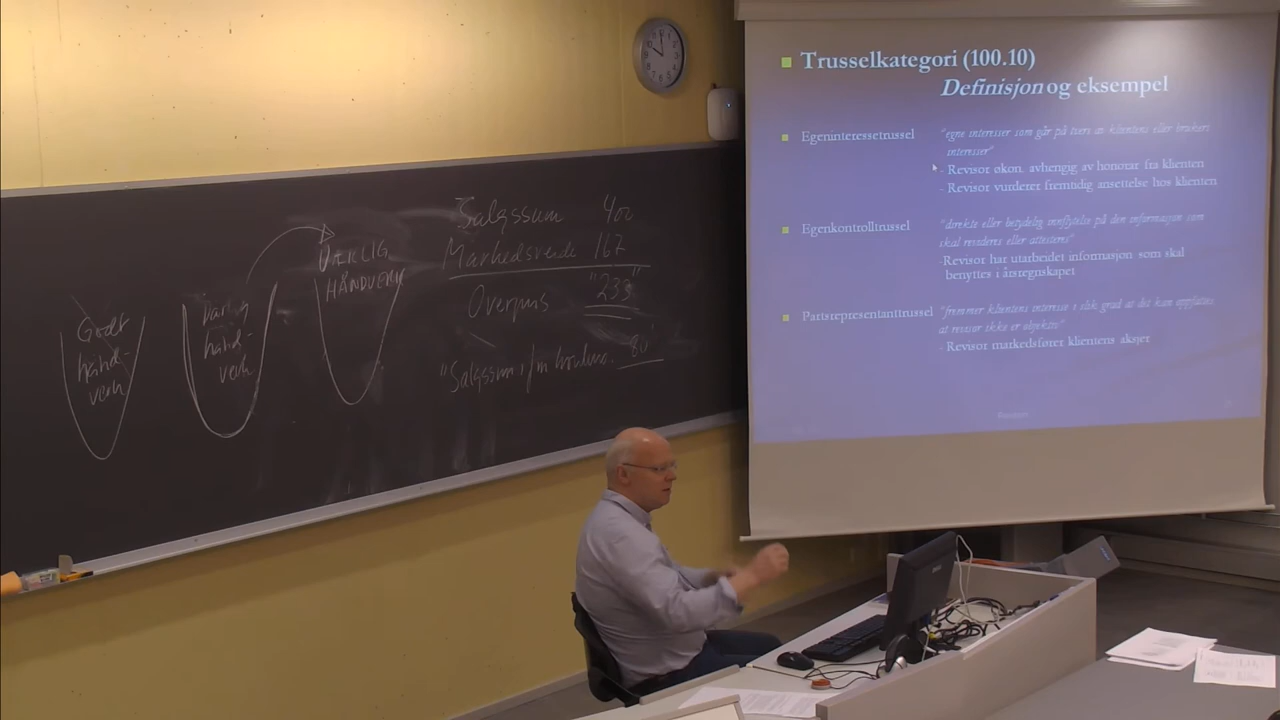 Godt
hånd-
verk
Dårlig
hånd-
verk
DÅRLIG
HÅNDVERK
Salgssum 400
Markedsverdi 167
Overpris "233"
"Salgssum
Trusselkategori (100.10)
Definisjon og eksempel
Egeninteressetrussel
"egne interesser som går på tvers av klientens eller brukers
interesser"
- Revisor økon. avhengig av honorar fra klienten
- Revisor vurderer fremtidig ansettelse hos klienten
Egenkontrolltrussel
"direkte eller betydelig innflytelse på den informasjon som
skal revideres eller attesteres"
-Revisor har utarbeidet informasjon som skal
benyttes i årsregnskapet
Partsrepresentanttrussel
"fremmer klientens interesse i slik grad at det kan oppfattes
at revisor ikke er objektiv"
- Revisor markedsfører klientens aksjer